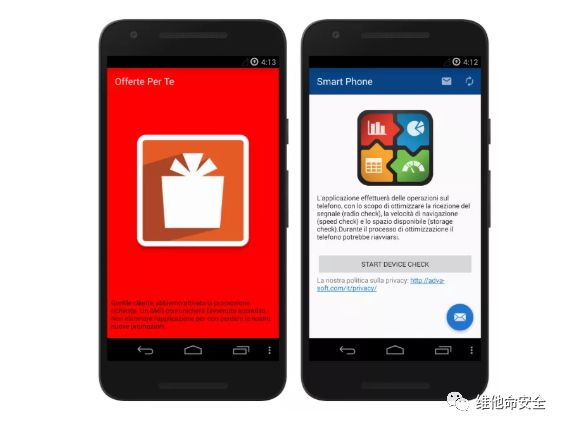 4:13
Offerte Per Te
Gentile cliente, abbiamo attivato la promozione
richiesta. Un SMS comunicherà l'avvenuto accredito.
Non eliminare l'applicazione per non perdere le nostre
nuove promozioni.
4:12
Smart Phone
L'applicazione effettuerà delle operazioni sul
telefono, con lo scopo di ottimizzare la ricezione del
segnale (radio check), la velocità di navigazione
(speed check) e lo spazio disponibile (storage
check).Durante il processo di ottimizzazione il
telefono potrebbe riavviarsi.
START DEVICE CHECK
La nostra politica sulla privacy: http://adva-
soft.com/it/privacy/
维他命安全